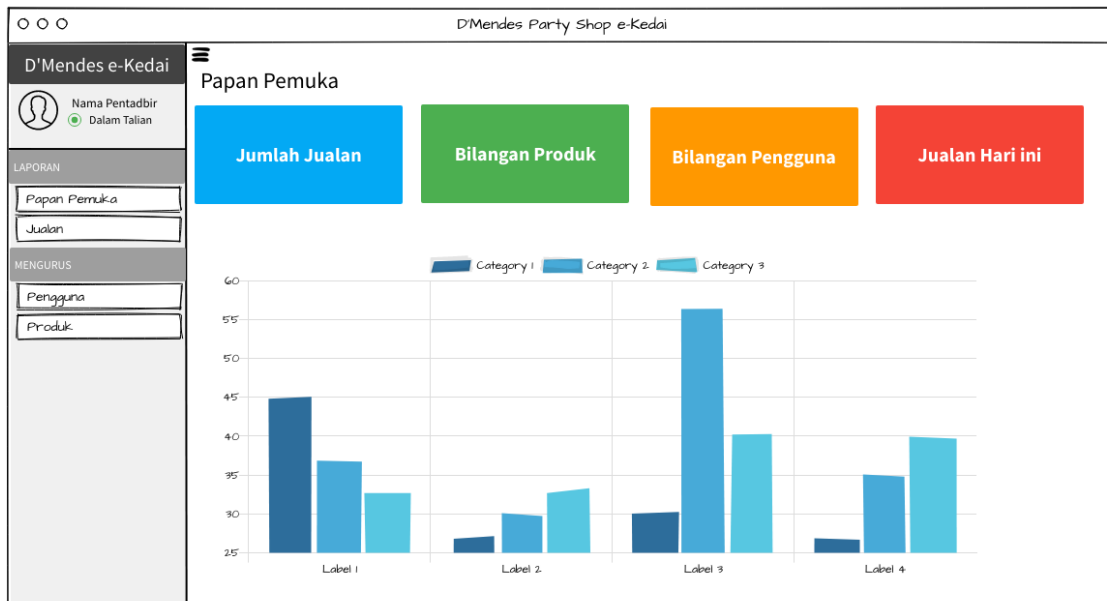 D'Mendes Party Shop e-Kedai
D'Mendes e-Kedai
Nama Pentadbir
Dalam Talian
LAPORAN
Papan Pemuka
Jualan
MENGURUS
Pengguna
Produk
Papan Pemuka
Jumlah Jualan
Bilangan Produk
Bilangan Pengguna
Jualan Hari ini
Category 1 Category 2 Category 3
60
55
50
45
40
35
30
25
Label 1 Label 2 Label 3 Label 4